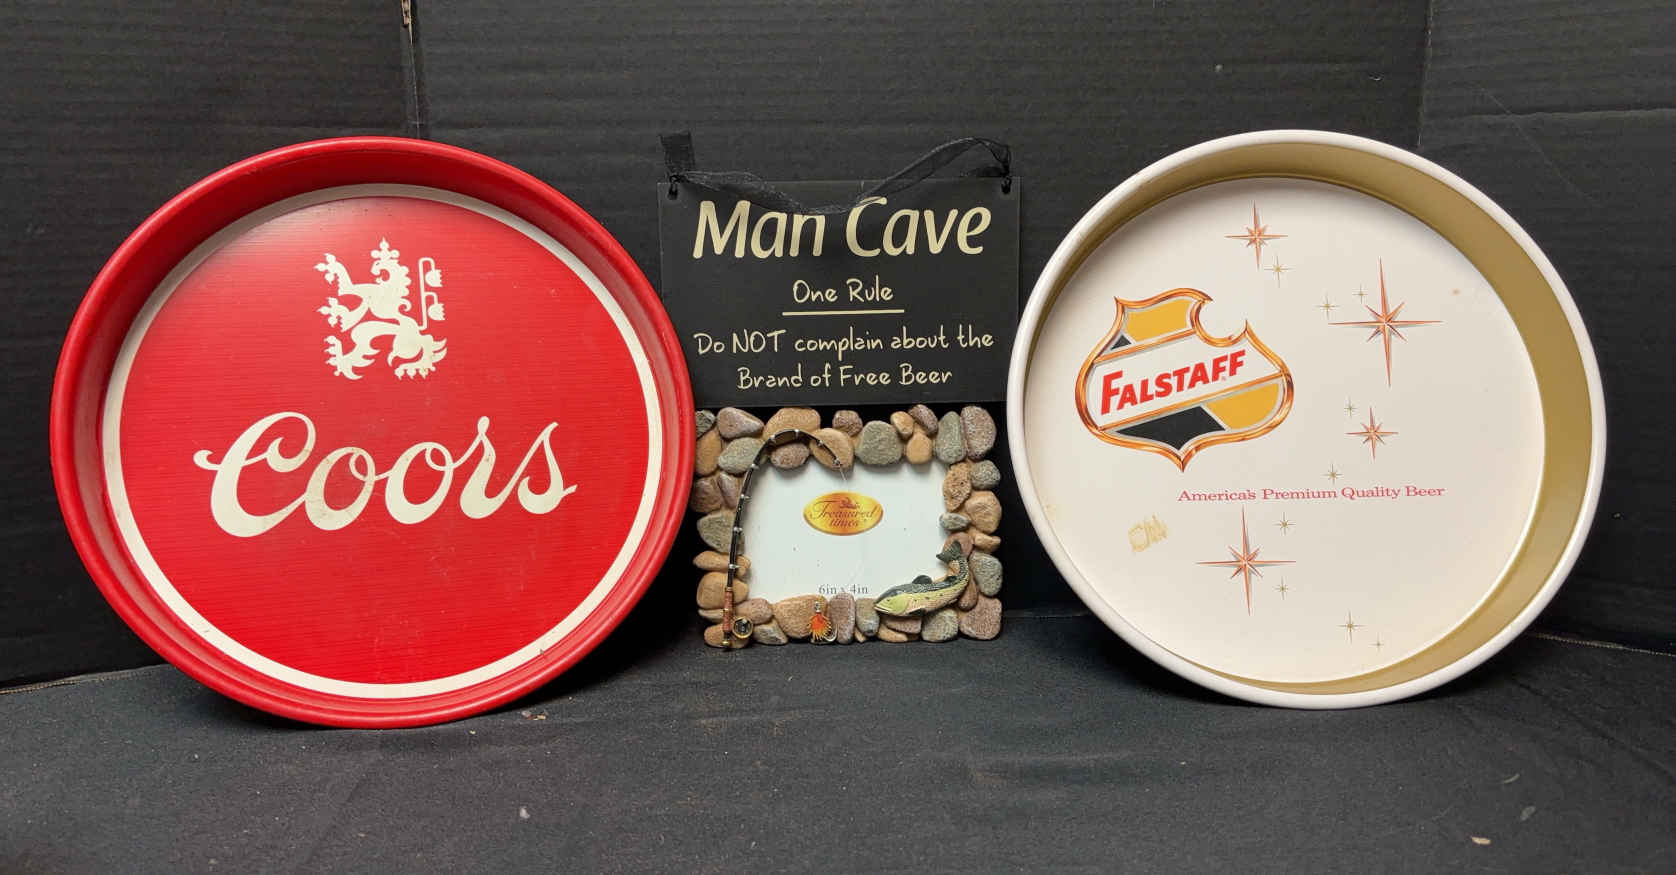 Coors
Man Cave
One Rule
Do NOT complain about the
Brand of Free Beer
Treasured
times
6in x 4in
FALSTAFF
America's Premium Quality Beer